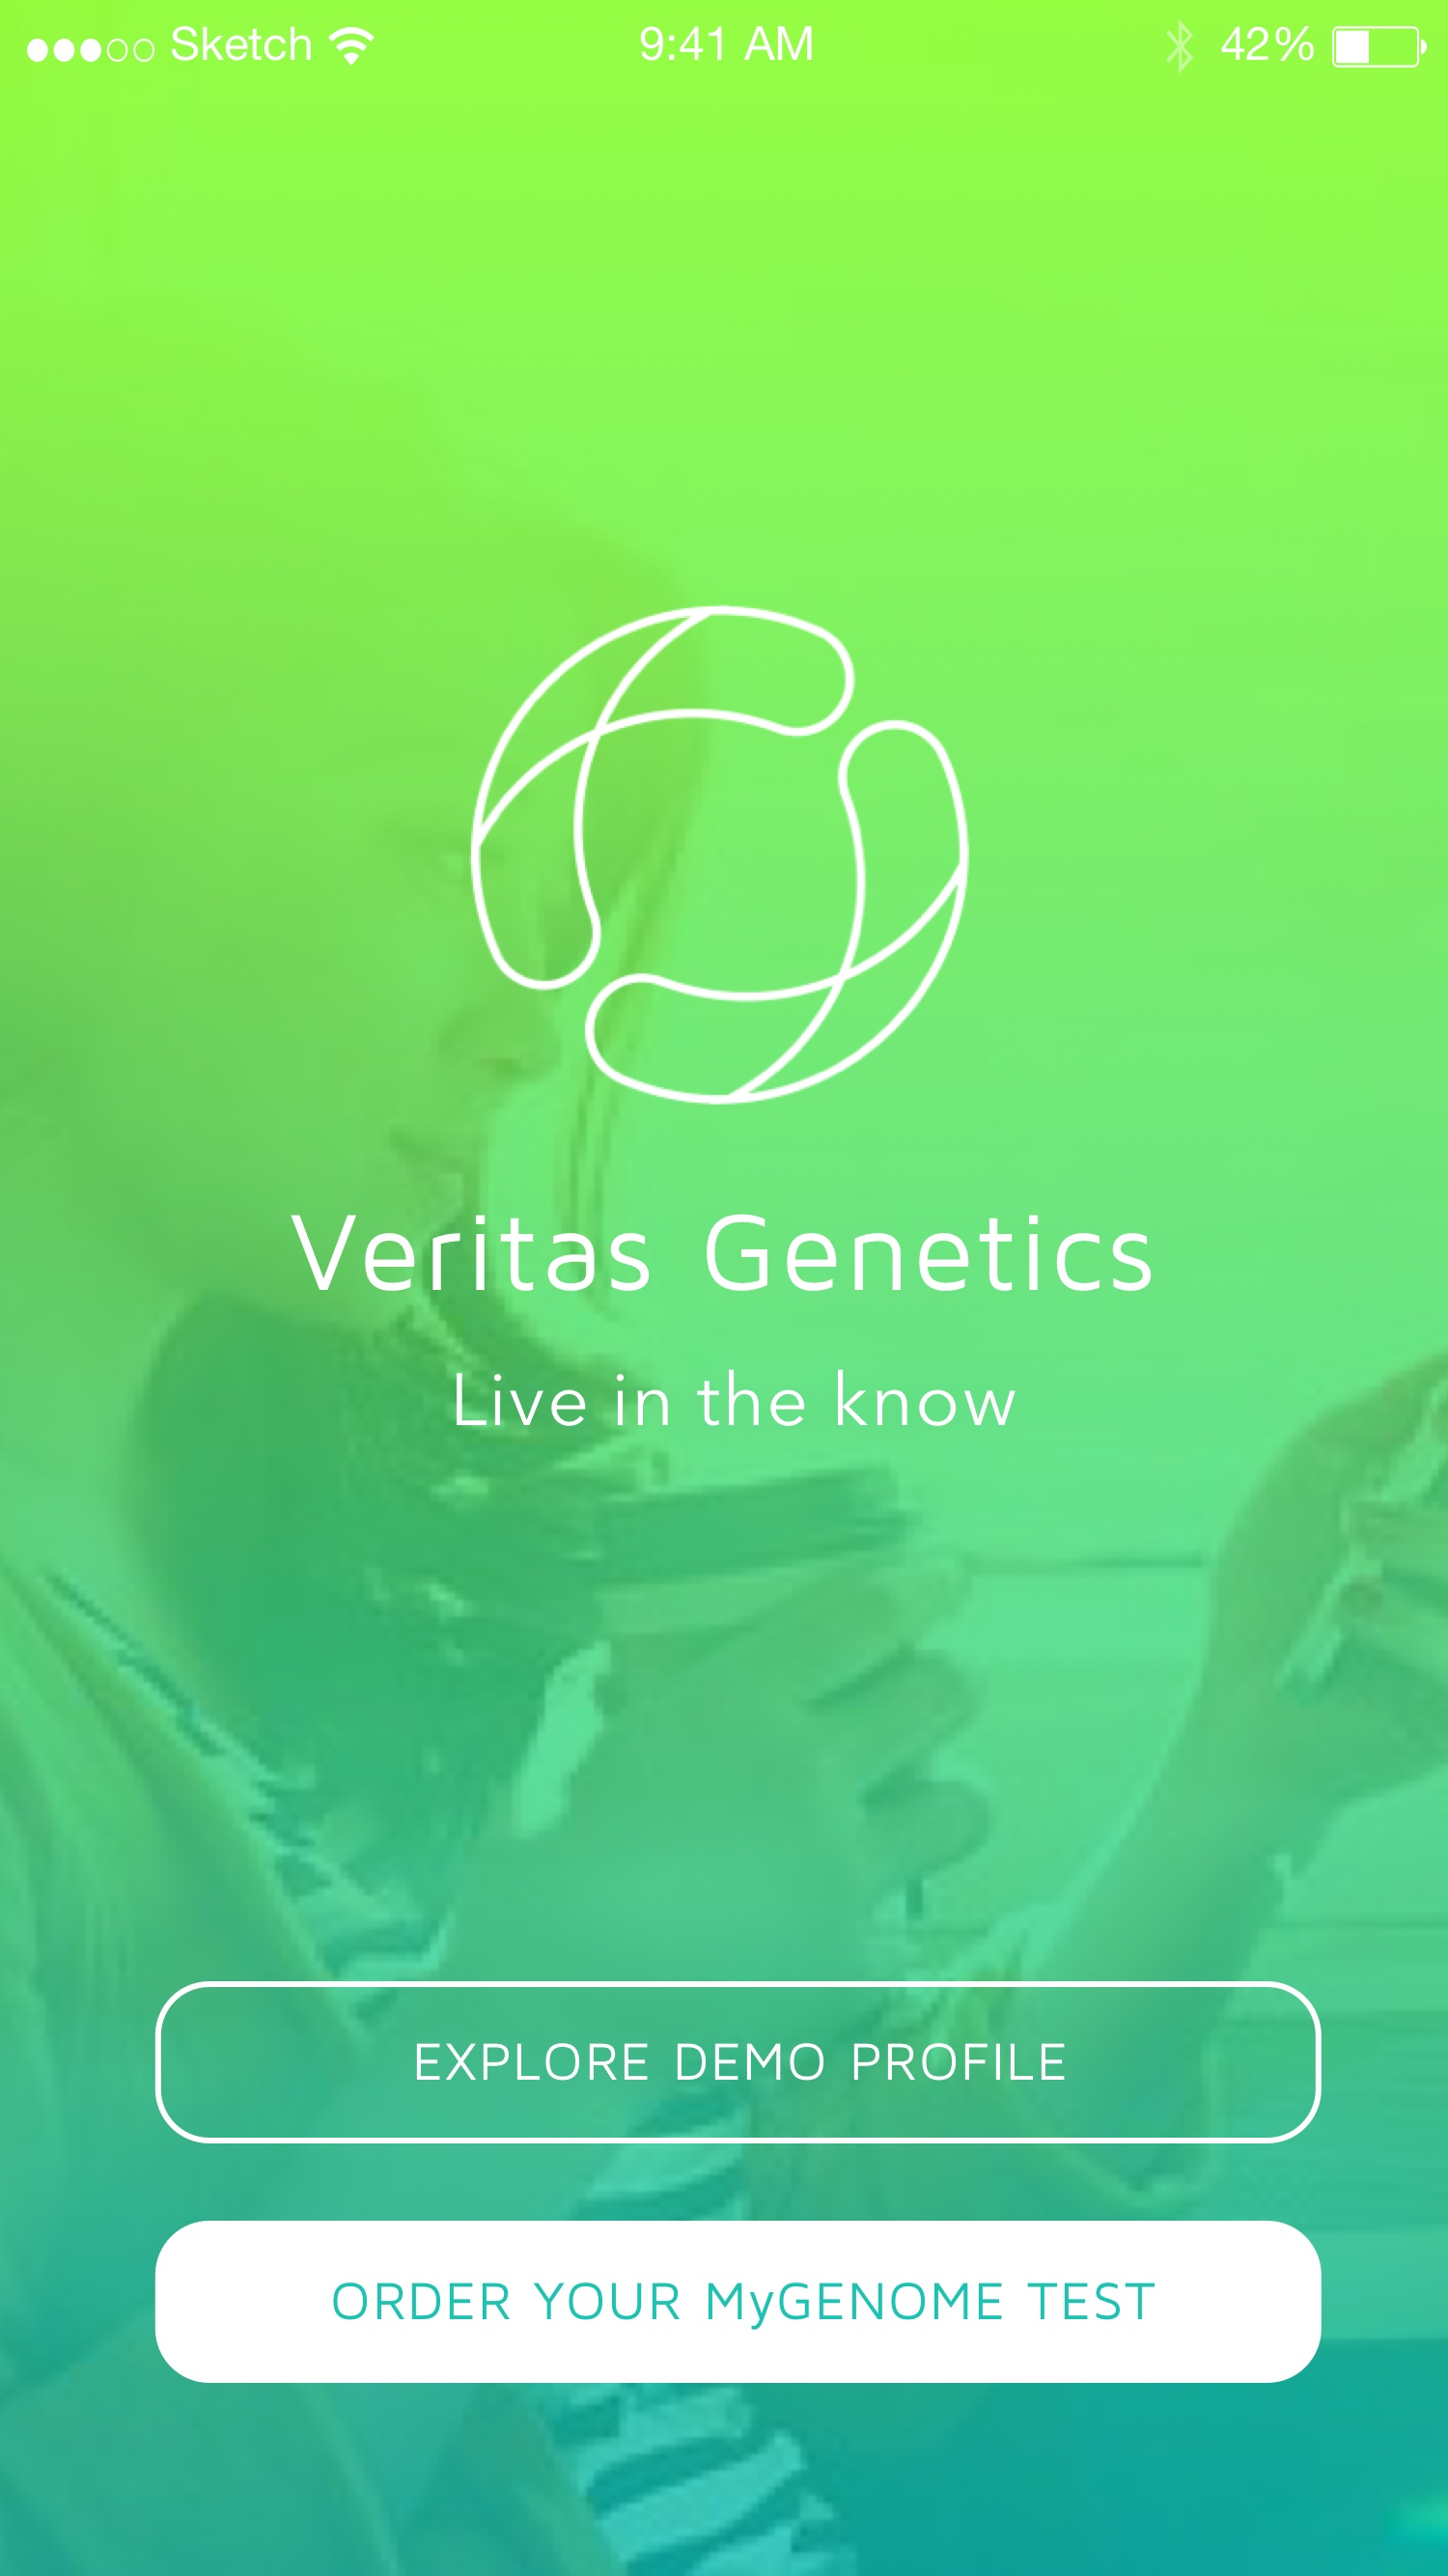 Sketch 9:41 AM 42%
Veritas Genetics
Live in the know
EXPLORE DEMO PROFILE
ORDER YOUR MyGENOME TEST